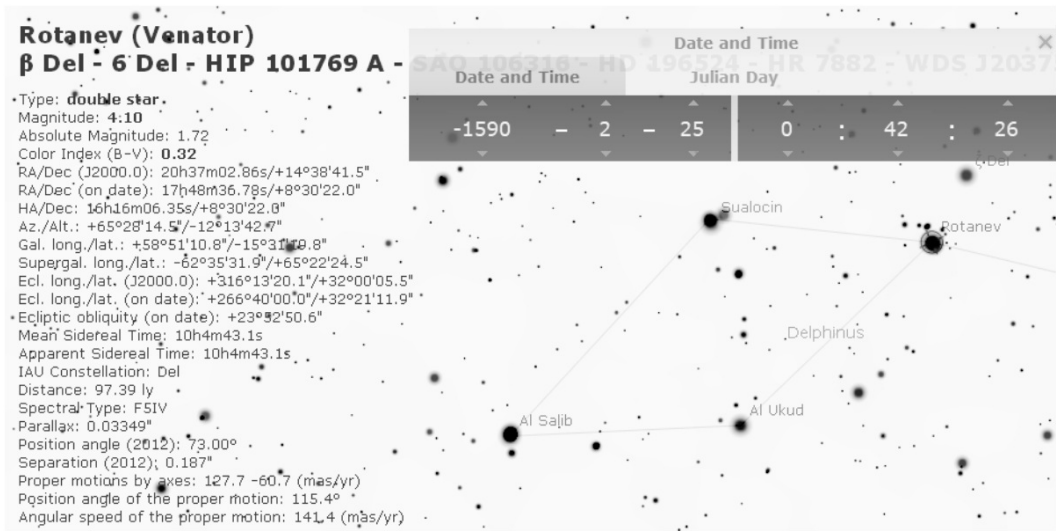 Rotanev (Venator)
β Del - 6 Del - HIP 101769 A - SAO 106316 - HD 196524 - HR 7882 - WDS J2037
Date and Time
Date and Time Julian Day
-1590 - 2 - 25 0 : 42 : 26
Type: double star
Magnitude: 4.10
Absolute Magnitude: 1.72
Color Index (B-V): 0.32
RA/Dec (J2000.0): 20h37m02.86s/+14°38'41.5"
RA/Dec (on date): 17h48m36.78s/+8°30'22.0"
HA/Dec: 16h16m06.35s/+8°30'22.0"
Az./Alt.: +65°28'14.5"/-12°13'42.7"
Gal. long./lat.: +58°51'10.8"/-15°31'19.8"
Supergal. long./lat.: -62°35'31.9"/+65°22'24.5"
Ecl. long./lat. (J2000.0): +316°13'20.1"/+32°00'05.5"
Ecl. long./lat. (on date): +266°40'00.0"/+32°21'11.9"
Ecliptic obliquity (on date): +23°52'50.6"
Mean Sidereal Time: 10h4m43.1s
Apparent Sidereal Time: 10h4m43.1s
IAU Constellation: Del
Distance: 97.39 ly
Spectral Type: F5IV
Parallax: 0.03349"
Position angle (2012): 73.00°
Separation (2012): 0.187"
Proper motions by axes: 127.7 -60.7 (mas/yr)
Position angle of the proper motion: 115.4°
Angular speed of the proper motion: 141.4 (mas/yr)
ζ Del
Sualocin
Rotanev
Delphinus
Al Salib
Al Ukud